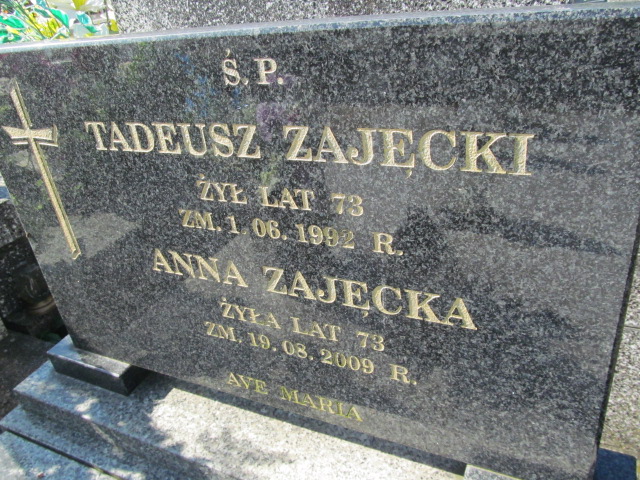 Ś. P.
TADEUSZ ZAJĘCKI
ŻYŁ LAT 73
ZM. 1. 06. 1992 R.
ANNA ZAJĘCKA
ŻYŁA LAT 73
ZM. 19. 08. 2009 R.
AVE MARIA